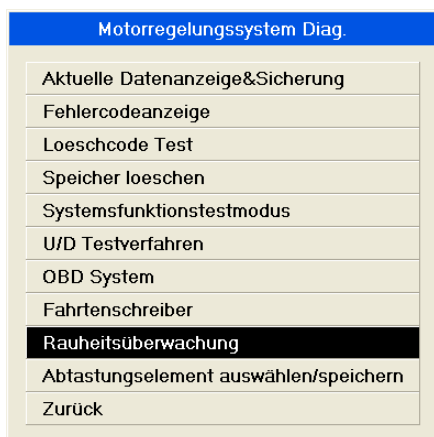 Motorregelungssystem Diag.
Aktuelle Datenanzeige&Sicherung
Fehlercodeanzeige
Loeschcode Test
Speicher loeschen
Systemsfunktionstestmodus
U/D Testverfahren
OBD System
Fahrtenschreiber
Rauheitsüberwachung
Abtastungselement auswählen/speichern
Zurück